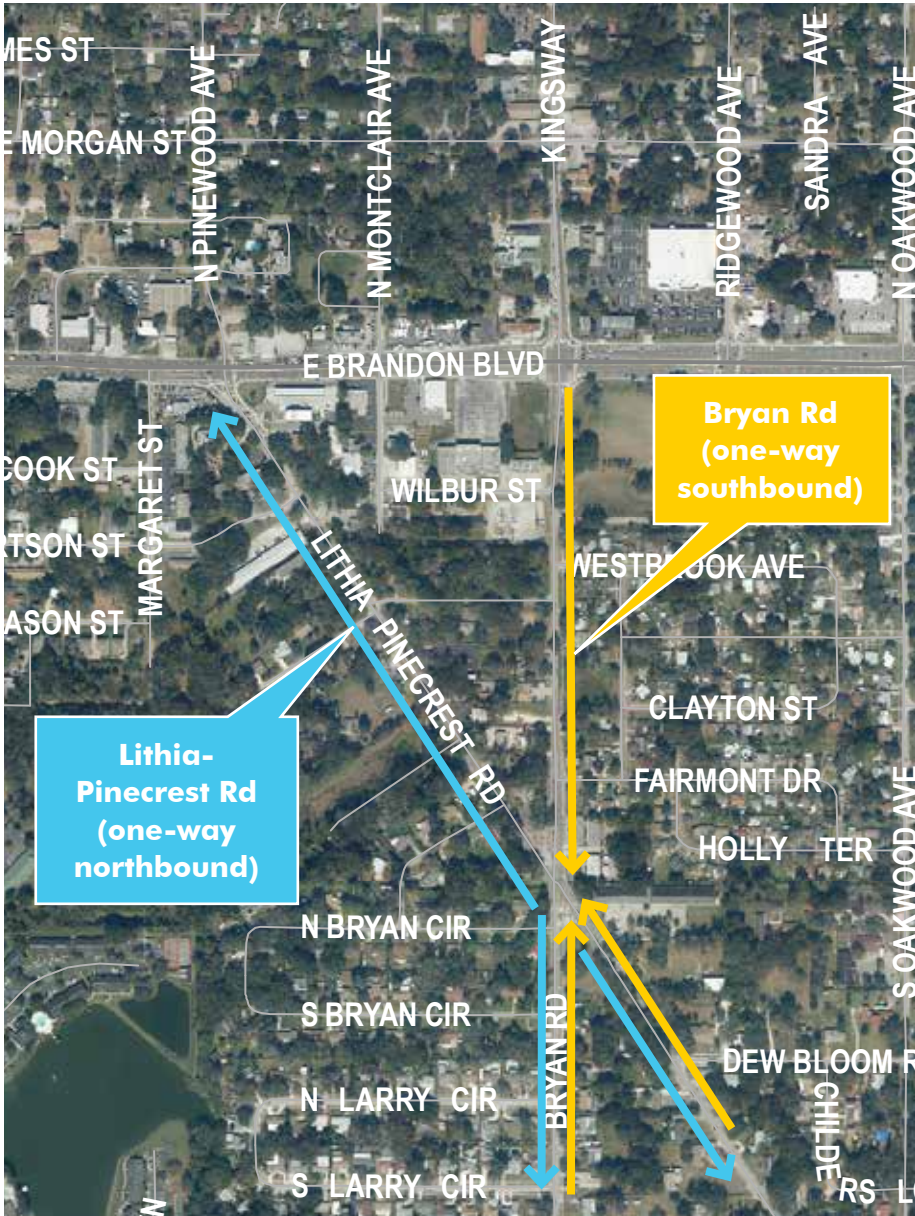 MES ST
E MORGAN ST
N PINEWOOD AVE
N MONTCLAIR AVE
KINGSWAY
RIDGEWOOD AVE
SANDRA AVE
N OAKWOOD AVE
E BRANDON BLVD
Bryan Rd
(one-way
southbound)
COOK ST
MARGARET ST
WILBUR ST
RTSON ST
WESTBROOK AVE
ASON ST
LITHIA PINECREST RD
CLAYTON ST
Lithia-
Pinecrest Rd
(one-way
northbound)
FAIRMONT DR
HOLLY TER
S OAKWOOD AVE
N BRYAN CIR
S BRYAN CIR
BRYAN RD
DEW BLOOM R
N LARRY CIR
CHILDE
RS L
S LARRY CIR
W